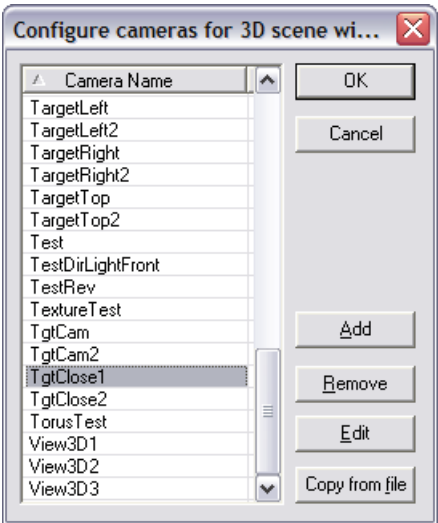 Configure cameras for 3D scene wi...
Camera Name
TargetLeft
TargetLeft2
TargetRight
TargetRight2
TargetTop
TargetTop2
Test
TestDirLightFront
TestRev
TextureTest
TgtCam
TgtCam2
TgtClose1
TgtClose2
TorusTest
View3D1
View3D2
View3D3
OK
Cancel
Add
Remove
Edit
Copy from file